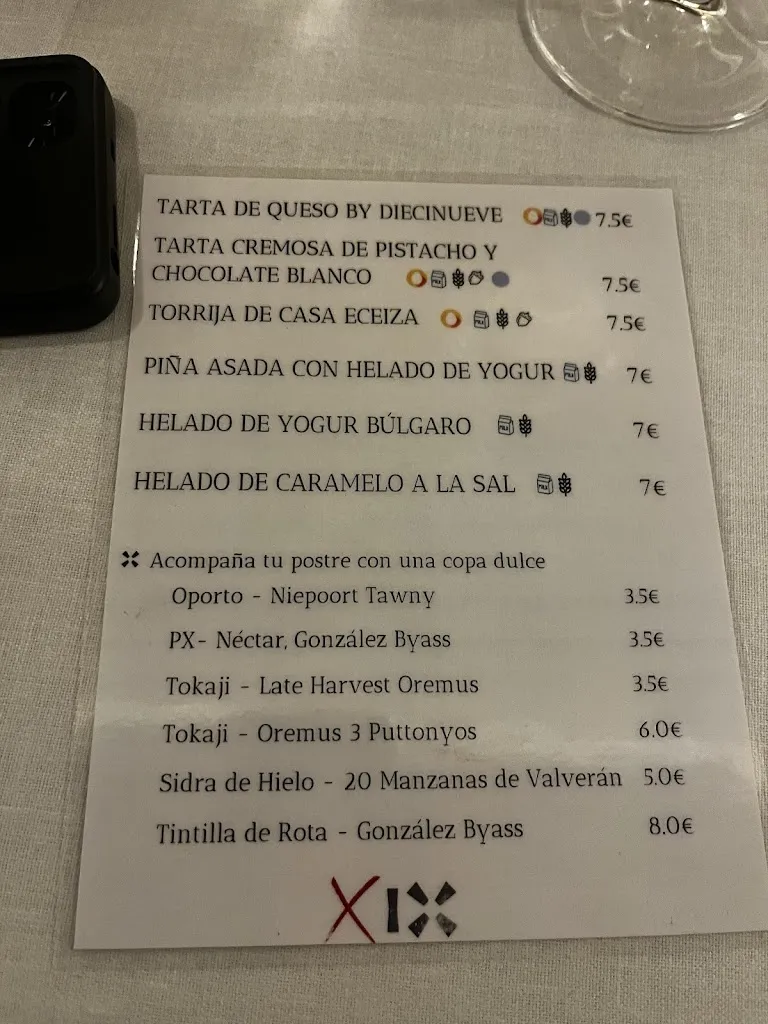 TARTA DE QUESO BY DIECINUEVE 7.5€
TARTA CREMOSA DE PISTACHO Y
CHOCOLATE BLANCO 7.5€
TORRIJA DE CASA ECEIZA 7.5€
PIÑA ASADA CON HELADO DE YOGUR 7€
HELADO DE YOGUR BÚLGARO 7€
HELADO DE CARAMELO A LA SAL 7€
Acompaña tu postre con una copa dulce
Oporto - Niepoort Tawny 3.5€
PX- Néctar, González Byass 3.5€
Tokaji - Late Harvest Oremus 3.5€
Tokaji - Oremus 3 Puttonyos 6.0€
Sidra de Hielo - 20 Manzanas de Valverán 5.0€
Tintilla de Rota - González Byass 8.0€
XIX